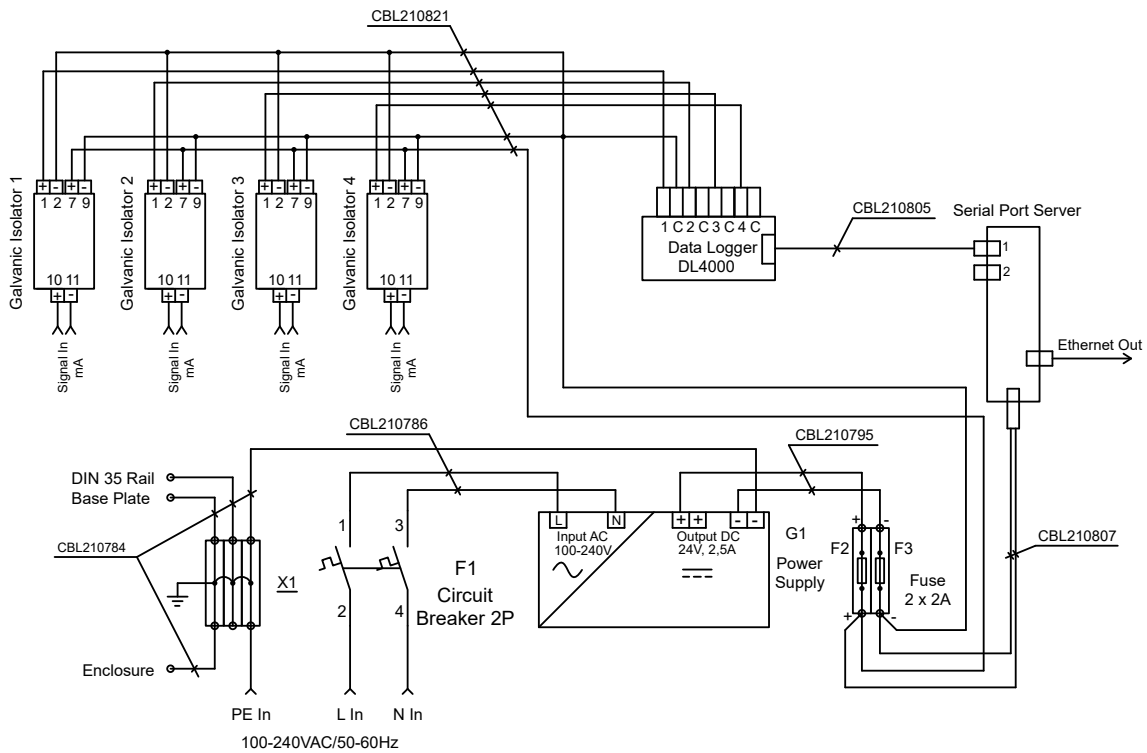 CBL210821
Galvanic Isolator 1
+ - + -
1 2 7 9
10 11
+ -
Signal In
mA
Galvanic Isolator 2
+ - + -
1 2 7 9
10 11
+ -
Signal In
mA
Galvanic Isolator 3
+ - + -
1 2 7 9
10 11
+ -
Signal In
mA
Galvanic Isolator 4
+ - + -
1 2 7 9
10 11
+ -
Signal In
mA
1 C 2 C 3 C 4 C
Data Logger
DL4000
CBL210805
Serial Port Server
1
2
Ethernet Out
CBL210786
CBL210795
DIN 35 Rail
Base Plate
CBL210784
X1
Enclosure
PE In
1 3
2 4
F1
Circuit
Breaker 2P
L In
N In
100-240VAC/50-60Hz
L N
Input AC
100-240V
+ + - -
Output DC
24V, 2,5A
G1
Power
Supply
+ -
F2 F3
Fuse
2 x 2A
+ -
CBL210807